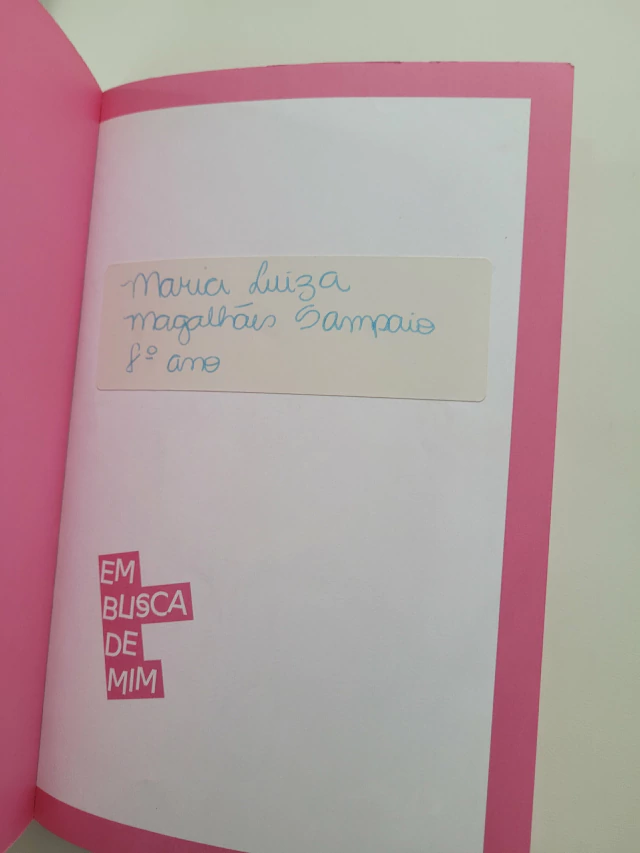 Maria Luiza
Magalhães Sampaio
8º ano
EM
BUSCA
DE
MIM